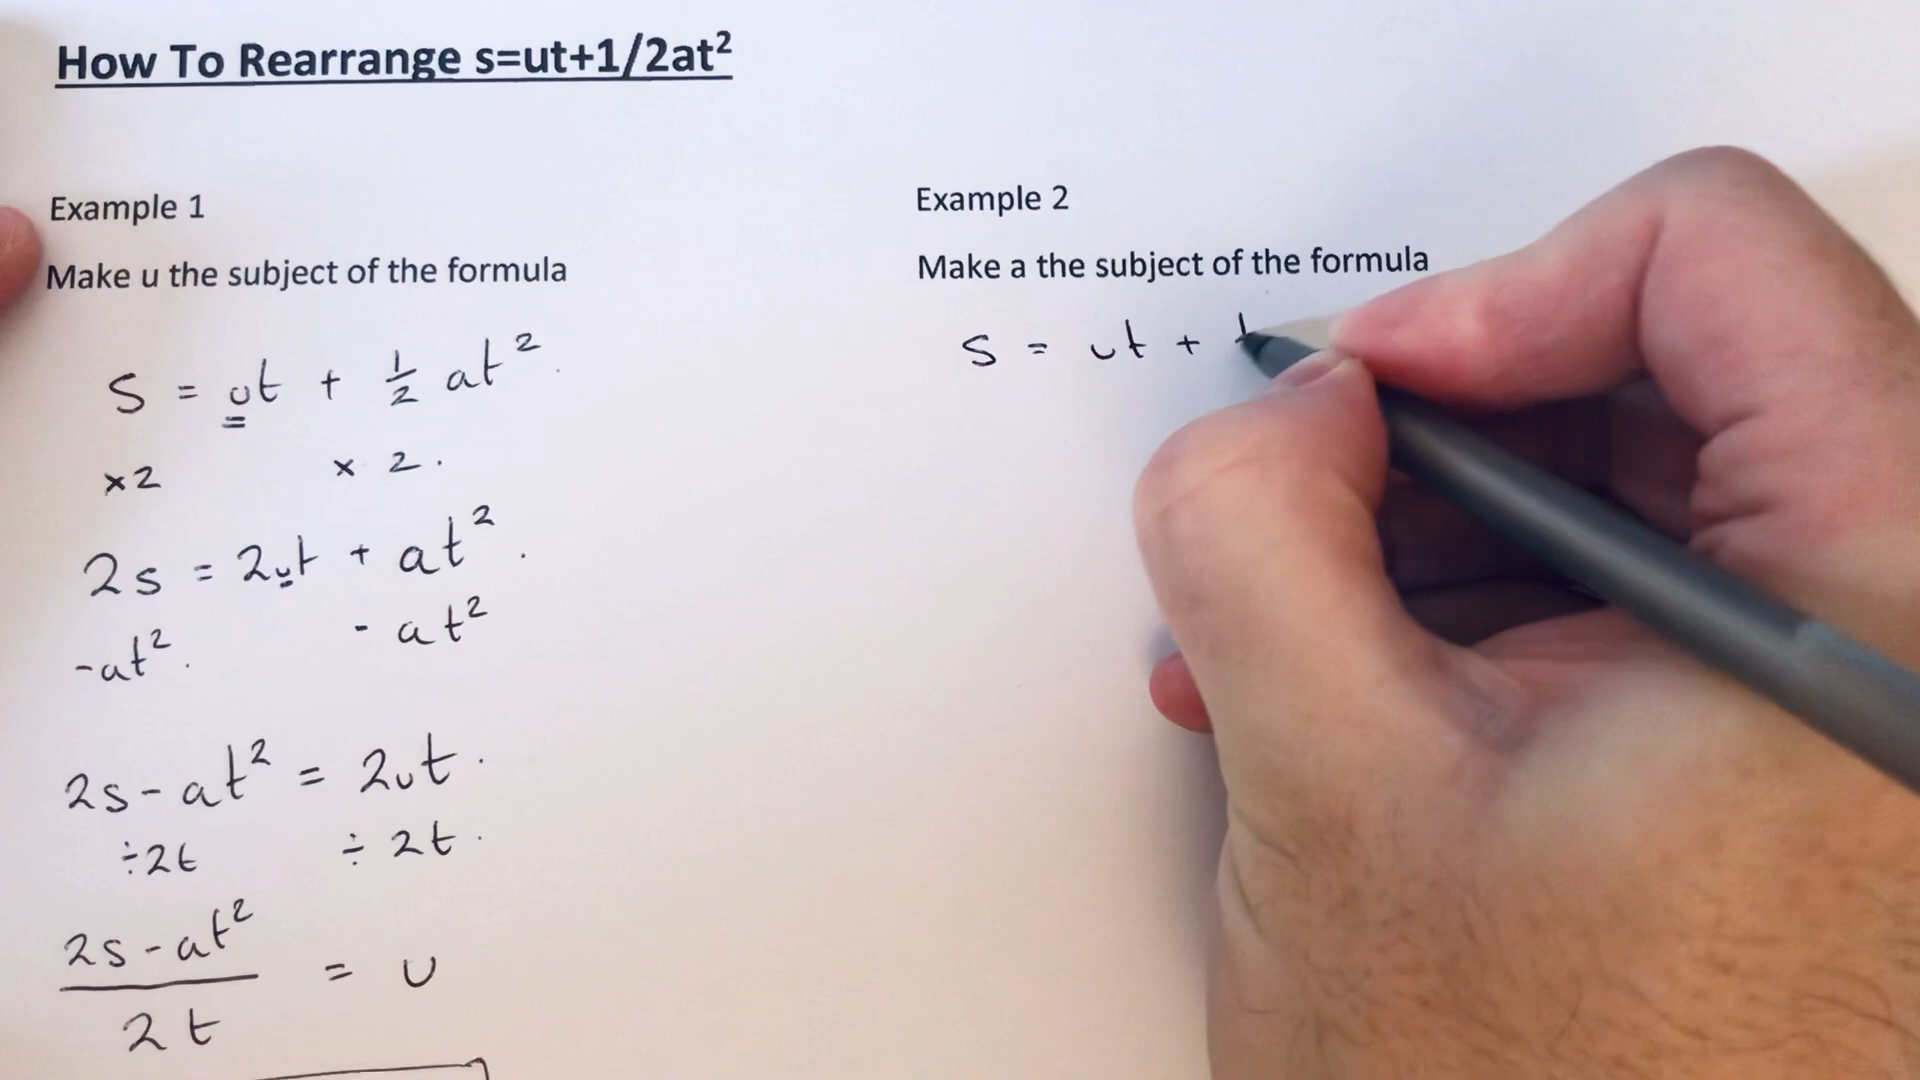 How To Rearrange s=ut+1/2at²
Example 1
Make u the subject of the formula
s = ut + ½ at²
×2 × 2
2s = 2ut + at²
-at² - at²
2s - at² = 2ut
÷2t ÷ 2t
2s - at²
= u
2t
Example 2
Make a the subject of the formula
s = ut +